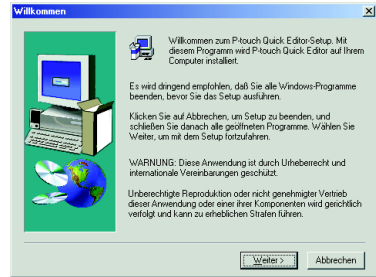 Willkommen
Willkommen zum P-touch Quick Editor-Setup. Mit
diesem Programm wird P-touch Quick Editor auf Ihrem
Computer installiert.
Es wird dringend empfohlen, daß Sie alle Windows-Programme
beenden, bevor Sie das Setup ausführen.
Klicken Sie auf Abbrechen, um Setup zu beenden, und
schließen Sie danach alle geöffneten Programme. Wählen Sie
Weiter, um mit dem Setup fortzufahren.
WARNUNG: Diese Anwendung ist durch Urheberrecht und
internationale Vereinbarungen geschützt.
Unberechtigte Reproduktion oder nicht genehmigter Vertrieb
dieser Anwendung oder einer ihrer Komponenten wird gerichtlich
verfolgt und kann zu erheblichen Strafen führen.
Weiter > Abbrechen